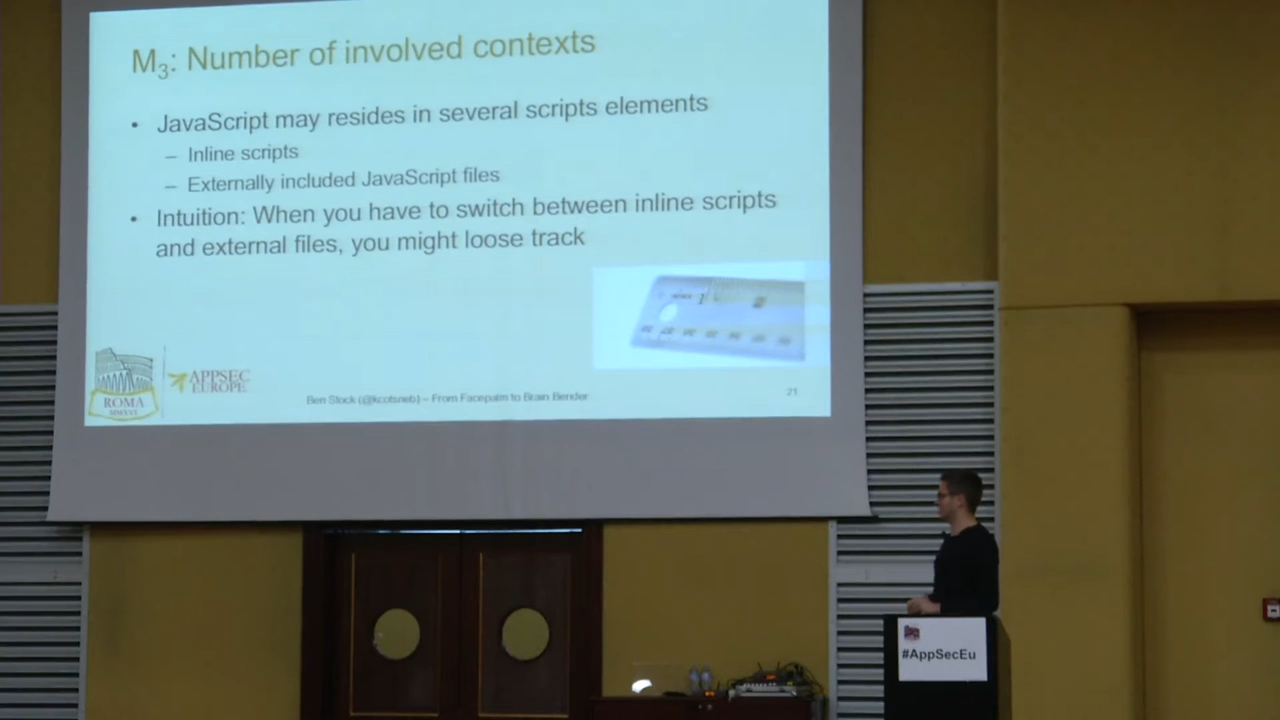 M3: Number of involved contexts
• JavaScript may resides in several scripts elements
– Inline scripts
– Externally included JavaScript files
• Intuition: When you have to switch between inline scripts
and external files, you might loose track
ROMA
MMXVI
APPSEC
EUROPE
Ben Stock (@kcotsneb) – From Facepalm to Brain Bender
21
#AppSecEu